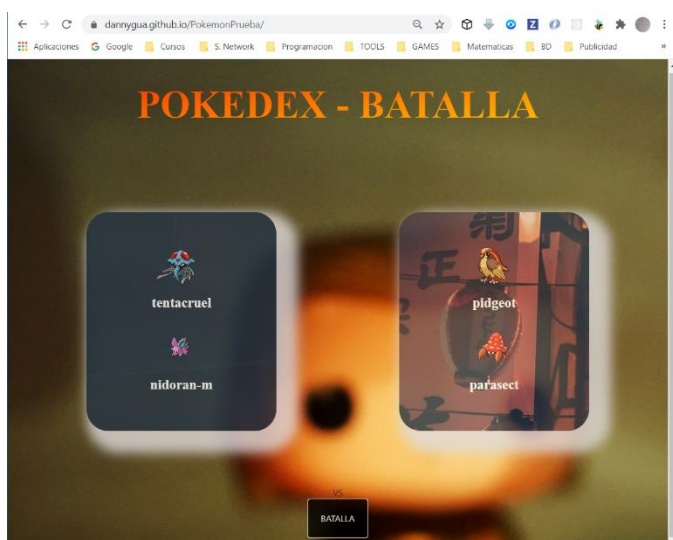 dannygua.github.io/PokemonPrueba/
Aplicaciones Google Cursos S. Network Programacion TOOLS GAMES Matematicas BD Publicidad »
POKEDEX - BATALLA
tentacruel
nidoran-m
pidgeot
parasect
VS
BATALLA